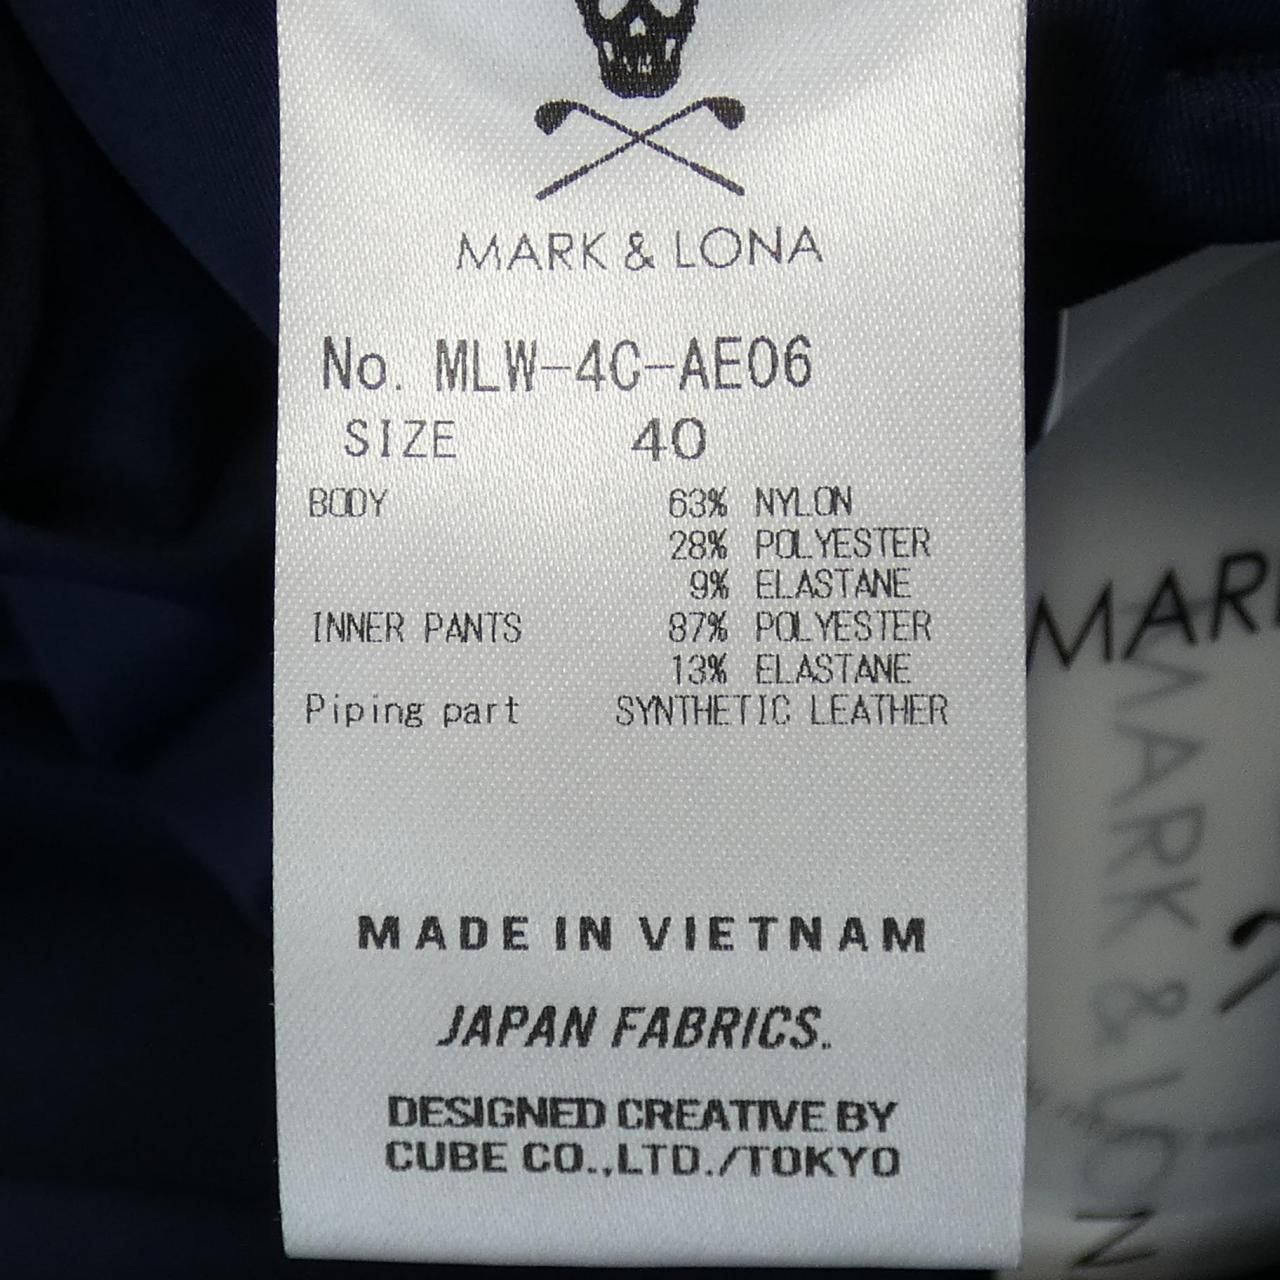 MARK & LONA
No. MLW-4C-AE06
SIZE 40
BODY 63% NYLON
28% POLYESTER
9% ELASTANE
INNER PANTS 87% POLYESTER
13% ELASTANE
Piping part SYNTHETIC LEATHER
MADE IN VIETNAM
JAPAN FABRICS.
DESIGNED CREATIVE BY
CUBE CO.,LTD./TOKYO
MARK
MARK & LON